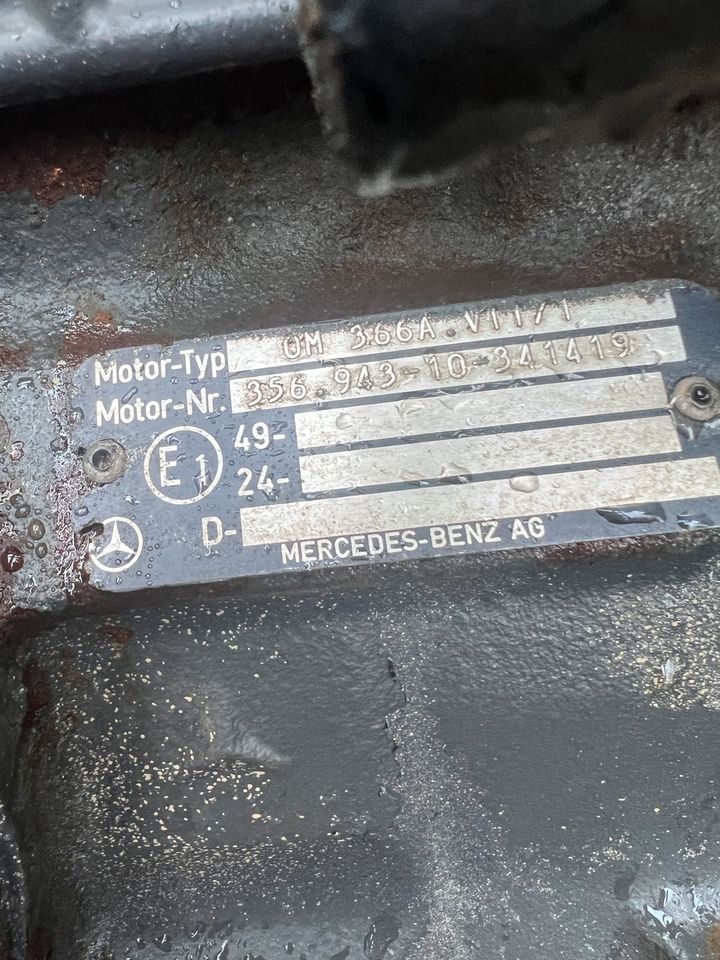 Motor-Typ OM 366A VII/1
Motor-Nr. 356.943-10-341419
E1 49-
24-
D-
MERCEDES-BENZ AG